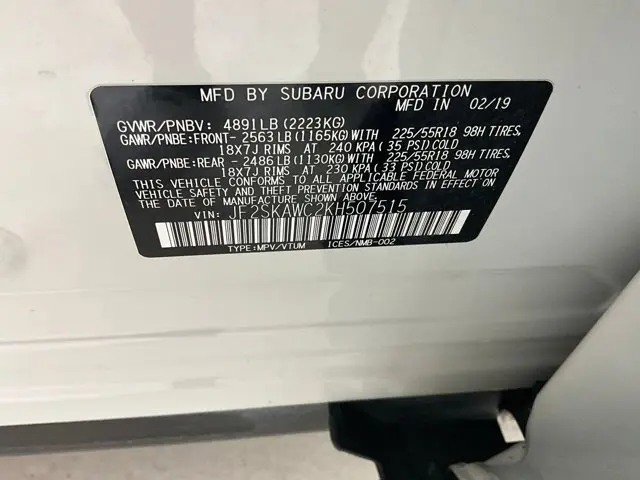 MFD BY SUBARU CORPORATION
MFD IN 02/19
GVWR/PNBV: 4891LB (2223KG)
GAWR/PNBE:FRONT-2563LB(1165KG)WITH 225/55R18 98H TIRES,
18X7J RIMS AT 240 KPA (35 PSI)COLD
GAWR/PNBE:REAR -2486LB(1130KG)WITH 225/55R18 98H TIRES,
18X7J RIMS AT 230 KPA (33 PSI)COLD
THIS VEHICLE CONFORMS TO ALL APPLICABLE FEDERAL MOTOR
VEHICLE SAFETY AND THEFT PREVENTION STANDARDS IN EFFECT ON
THE DATE OF MANUFACTURE SHOWN ABOVE.
VIN: JF2SKAWC2KH507515
TYPE:MPV/VTUM ICES/NMB-002